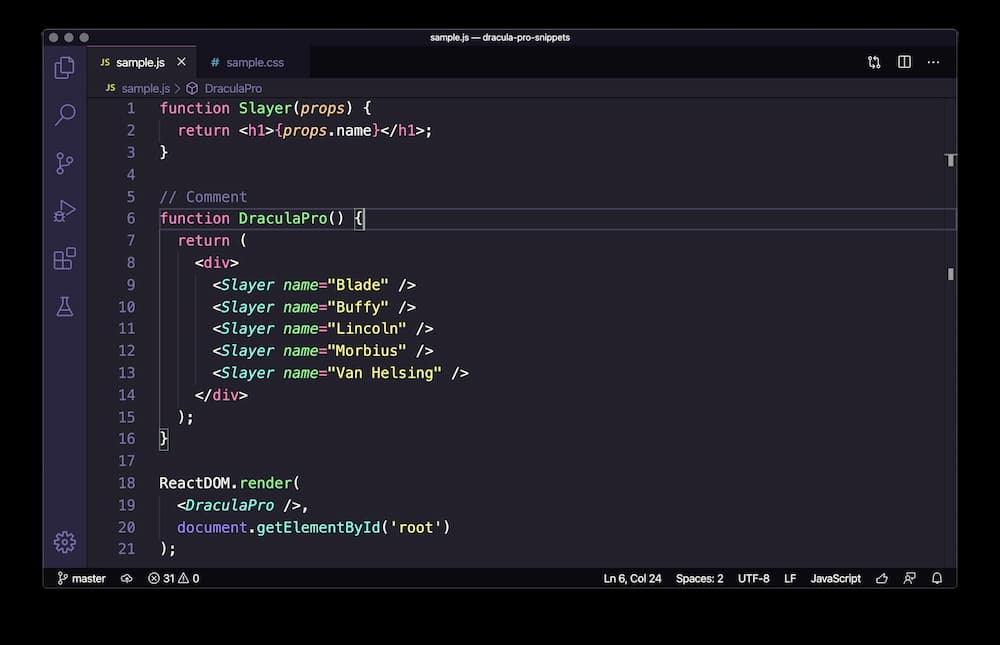 sample.js — dracula-pro-snippets
JS sample.js
# sample.css
JS sample.js > DraculaPro
1 function Slayer(props) {
2   return <h1>{props.name}</h1>;
3 }
4
5 // Comment
6 function DraculaPro() {
7   return (
8     <div>
9       <Slayer name="Blade" />
10       <Slayer name="Buffy" />
11       <Slayer name="Lincoln" />
12       <Slayer name="Morbius" />
13       <Slayer name="Van Helsing" />
14     </div>
15   );
16 }
17
18 ReactDOM.render(
19   <DraculaPro />,
20   document.getElementById('root')
21 );
master 31 0 Ln 6, Col 24 Spaces: 2 UTF-8 LF JavaScript